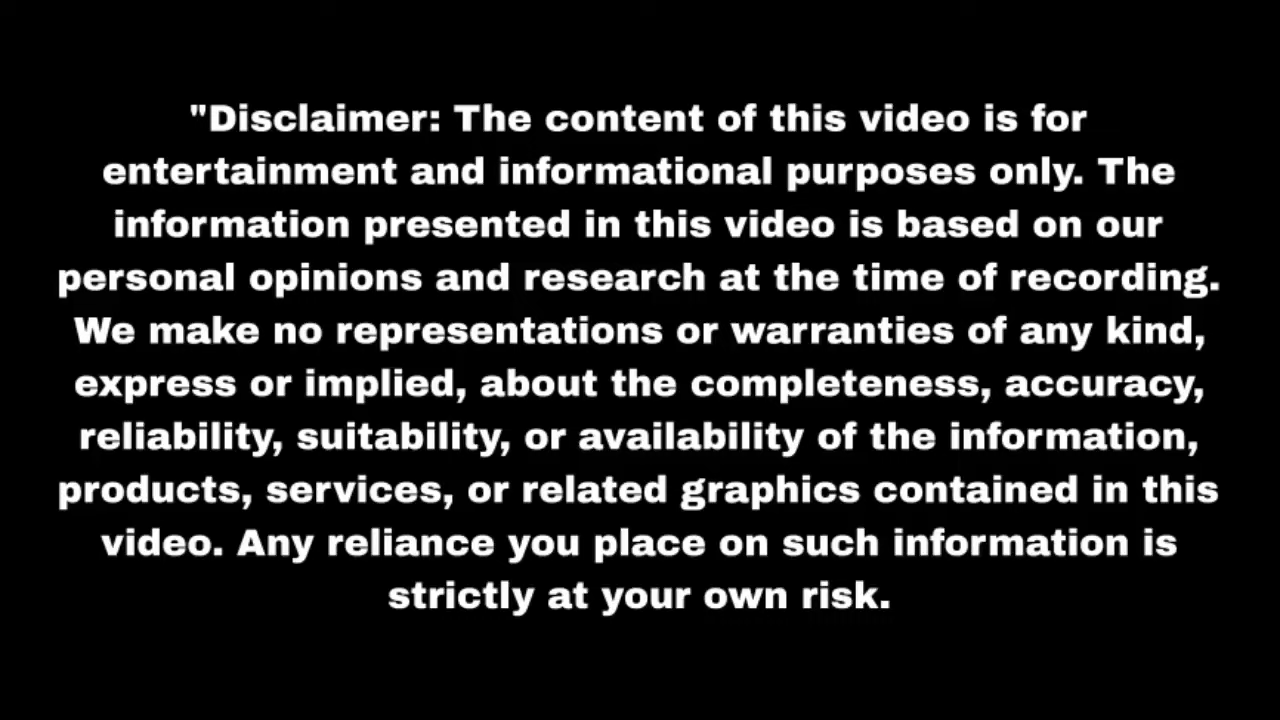 "Disclaimer: The content of this video is for
entertainment and informational purposes only. The
information presented in this video is based on our
personal opinions and research at the time of recording.
We make no representations or warranties of any kind,
express or implied, about the completeness, accuracy,
reliability, suitability, or availability of the information,
products, services, or related graphics contained in this
video. Any reliance you place on such information is
strictly at your own risk.